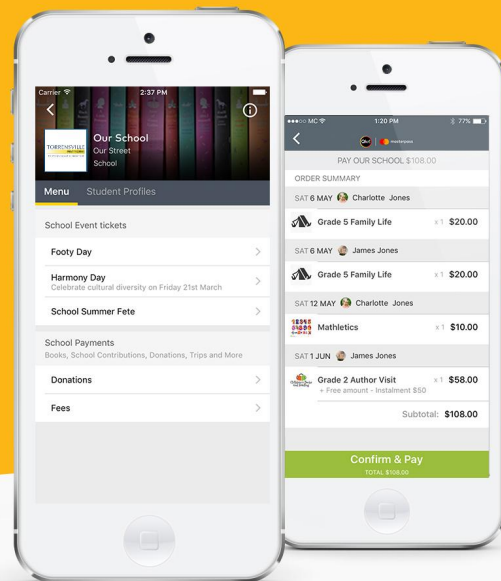 Carrier 2:37 PM
TORRENSVILLE
Our School
Our Street
School
Menu Student Profiles
School Event tickets
Footy Day
Harmony Day
Celebrate cultural diversity on Friday 21st March
School Summer Fete
School Payments
Books, School Contributions, Donations, Trips and More
Donations
Fees
MC 1:20 PM 77%
Qkr! masterpass
PAY OUR SCHOOL $108.00
ORDER SUMMARY
SAT 6 MAY Charlotte Jones
Grade 5 Family Life x 1 $20.00
SAT 6 MAY James Jones
Grade 5 Family Life x 1 $20.00
SAT 12 MAY Charlotte Jones
Mathletics x 1 $10.00
SAT 1 JUN James Jones
Grade 2 Author Visit x 1 $58.00
+ Free amount - Instalment $50
Subtotal: $108.00
Confirm & Pay
TOTAL $108.00